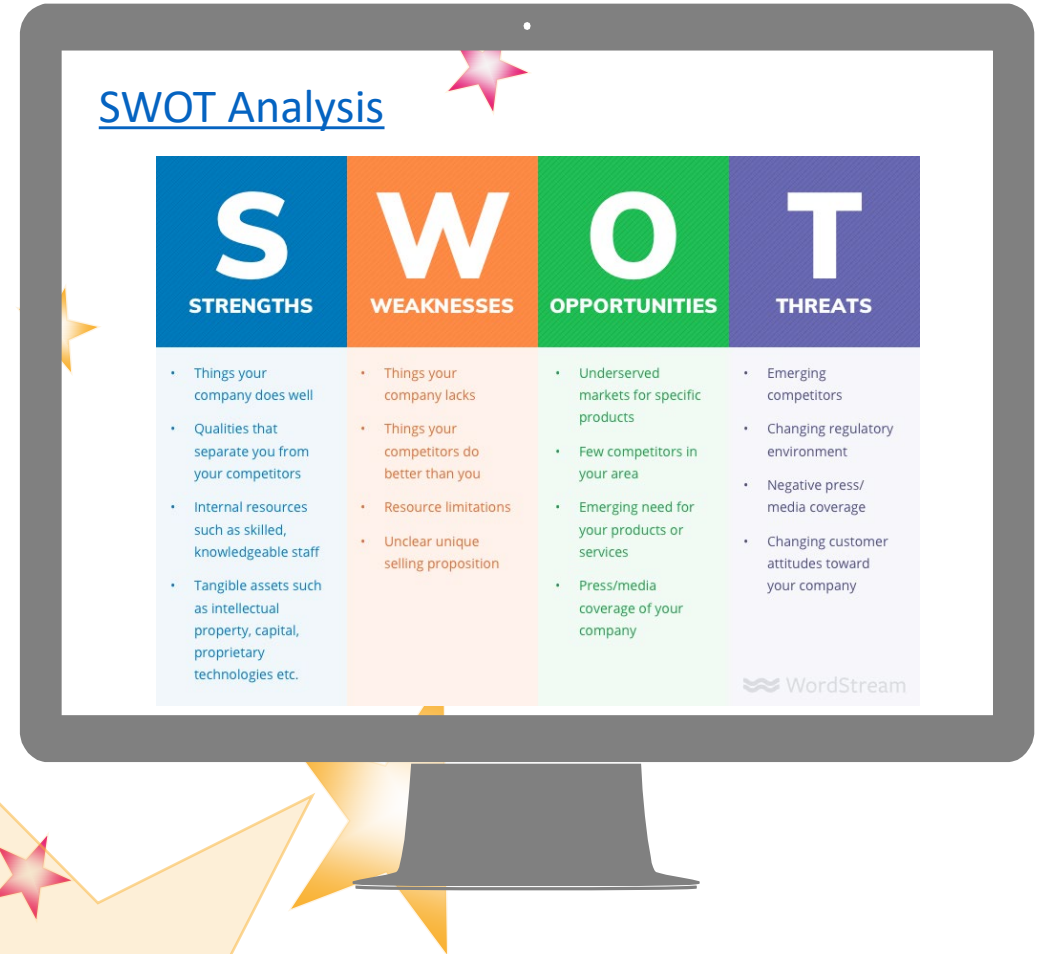 SWOT Analysis
S
STRENGTHS
• Things your
company does well
• Qualities that
separate you from
your competitors
• Internal resources
such as skilled,
knowledgeable staff
• Tangible assets such
as intellectual
property, capital,
proprietary
technologies etc.
W
WEAKNESSES
• Things your
company lacks
• Things your
competitors do
better than you
• Resource limitations
• Unclear unique
selling proposition
O
OPPORTUNITIES
• Underserved
markets for specific
products
• Few competitors in
your area
• Emerging need for
your products or
services
• Press/media
coverage of your
company
T
THREATS
• Emerging
competitors
• Changing regulatory
environment
• Negative press/
media coverage
• Changing customer
attitudes toward
your company
WordStream